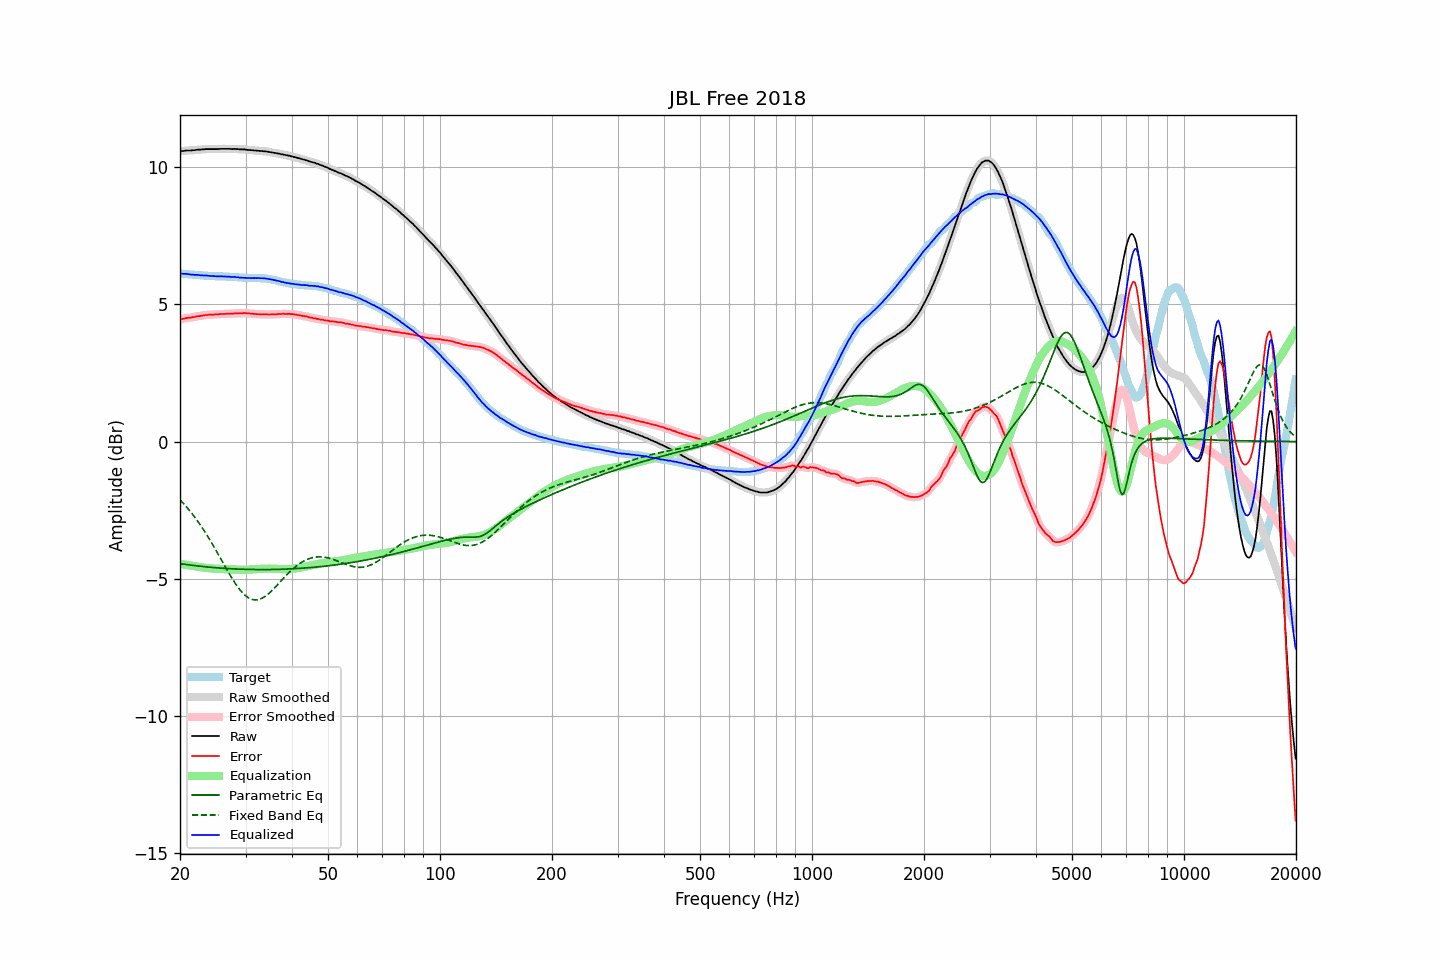 JBL Free 2018
Amplitude (dBr)
10
5
0
−5
−10
−15
Target
Raw Smoothed
Error Smoothed
Raw
Error
Equalization
Parametric Eq
Fixed Band Eq
Equalized
20 50 100 200 500 1000 2000 5000 10000 20000
Frequency (Hz)